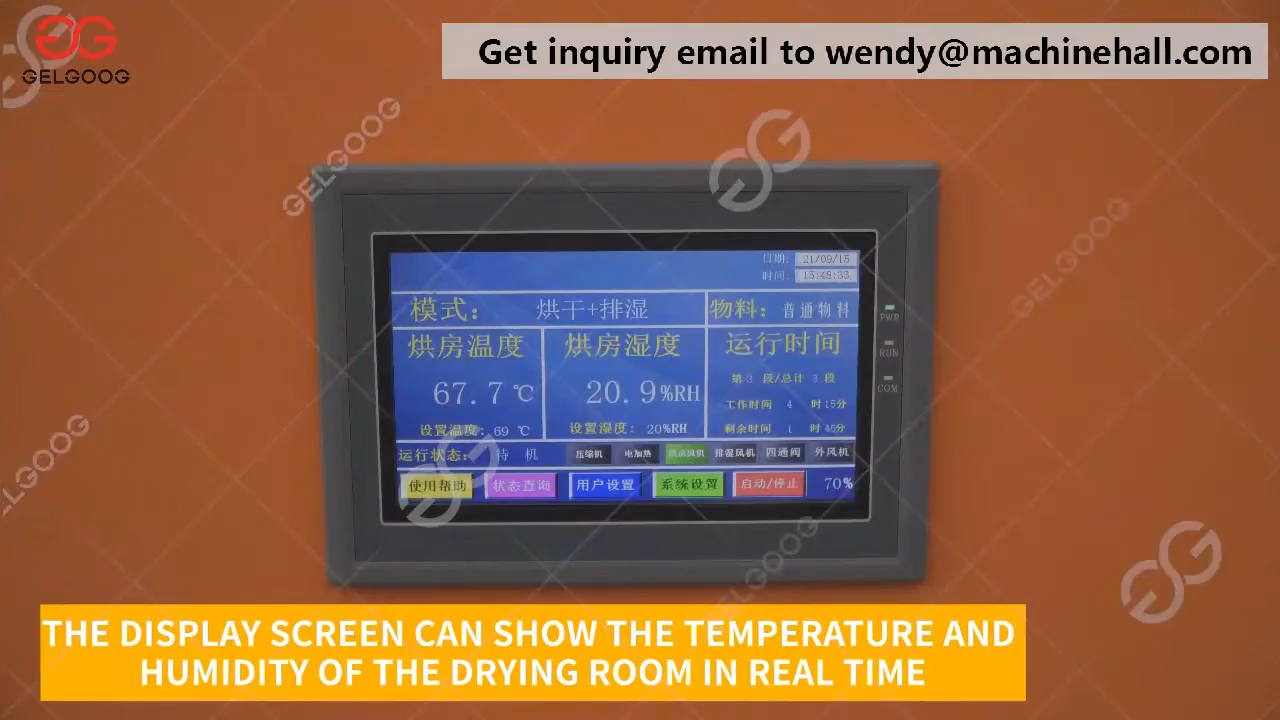 GELGOOG
Get inquiry email to wendy@machinehall.com
GELGOOG
GELGOOG
GELGOOG
GELGOOG
日期: 21/09/15
时间: 15:48:33
模式: 烘干+排湿 物料: 普通物料
烘房温度 烘房湿度 运行时间
67.7℃ 20.9%RH
第 3 段/总计 3 段
工作时间 4 时15分
设置温度: 69 ℃ 设置湿度: 20%RH 剩余时间 1 时46分
运行状态: 待 机 压缩机 电加热 烘房风机 排湿风机 四通阀 外风机
使用帮助 状态查询 用户设置 系统设置 启动/停止 70%
PWR
RUN
COM
THE DISPLAY SCREEN CAN SHOW THE TEMPERATURE AND
HUMIDITY OF THE DRYING ROOM IN REAL TIME